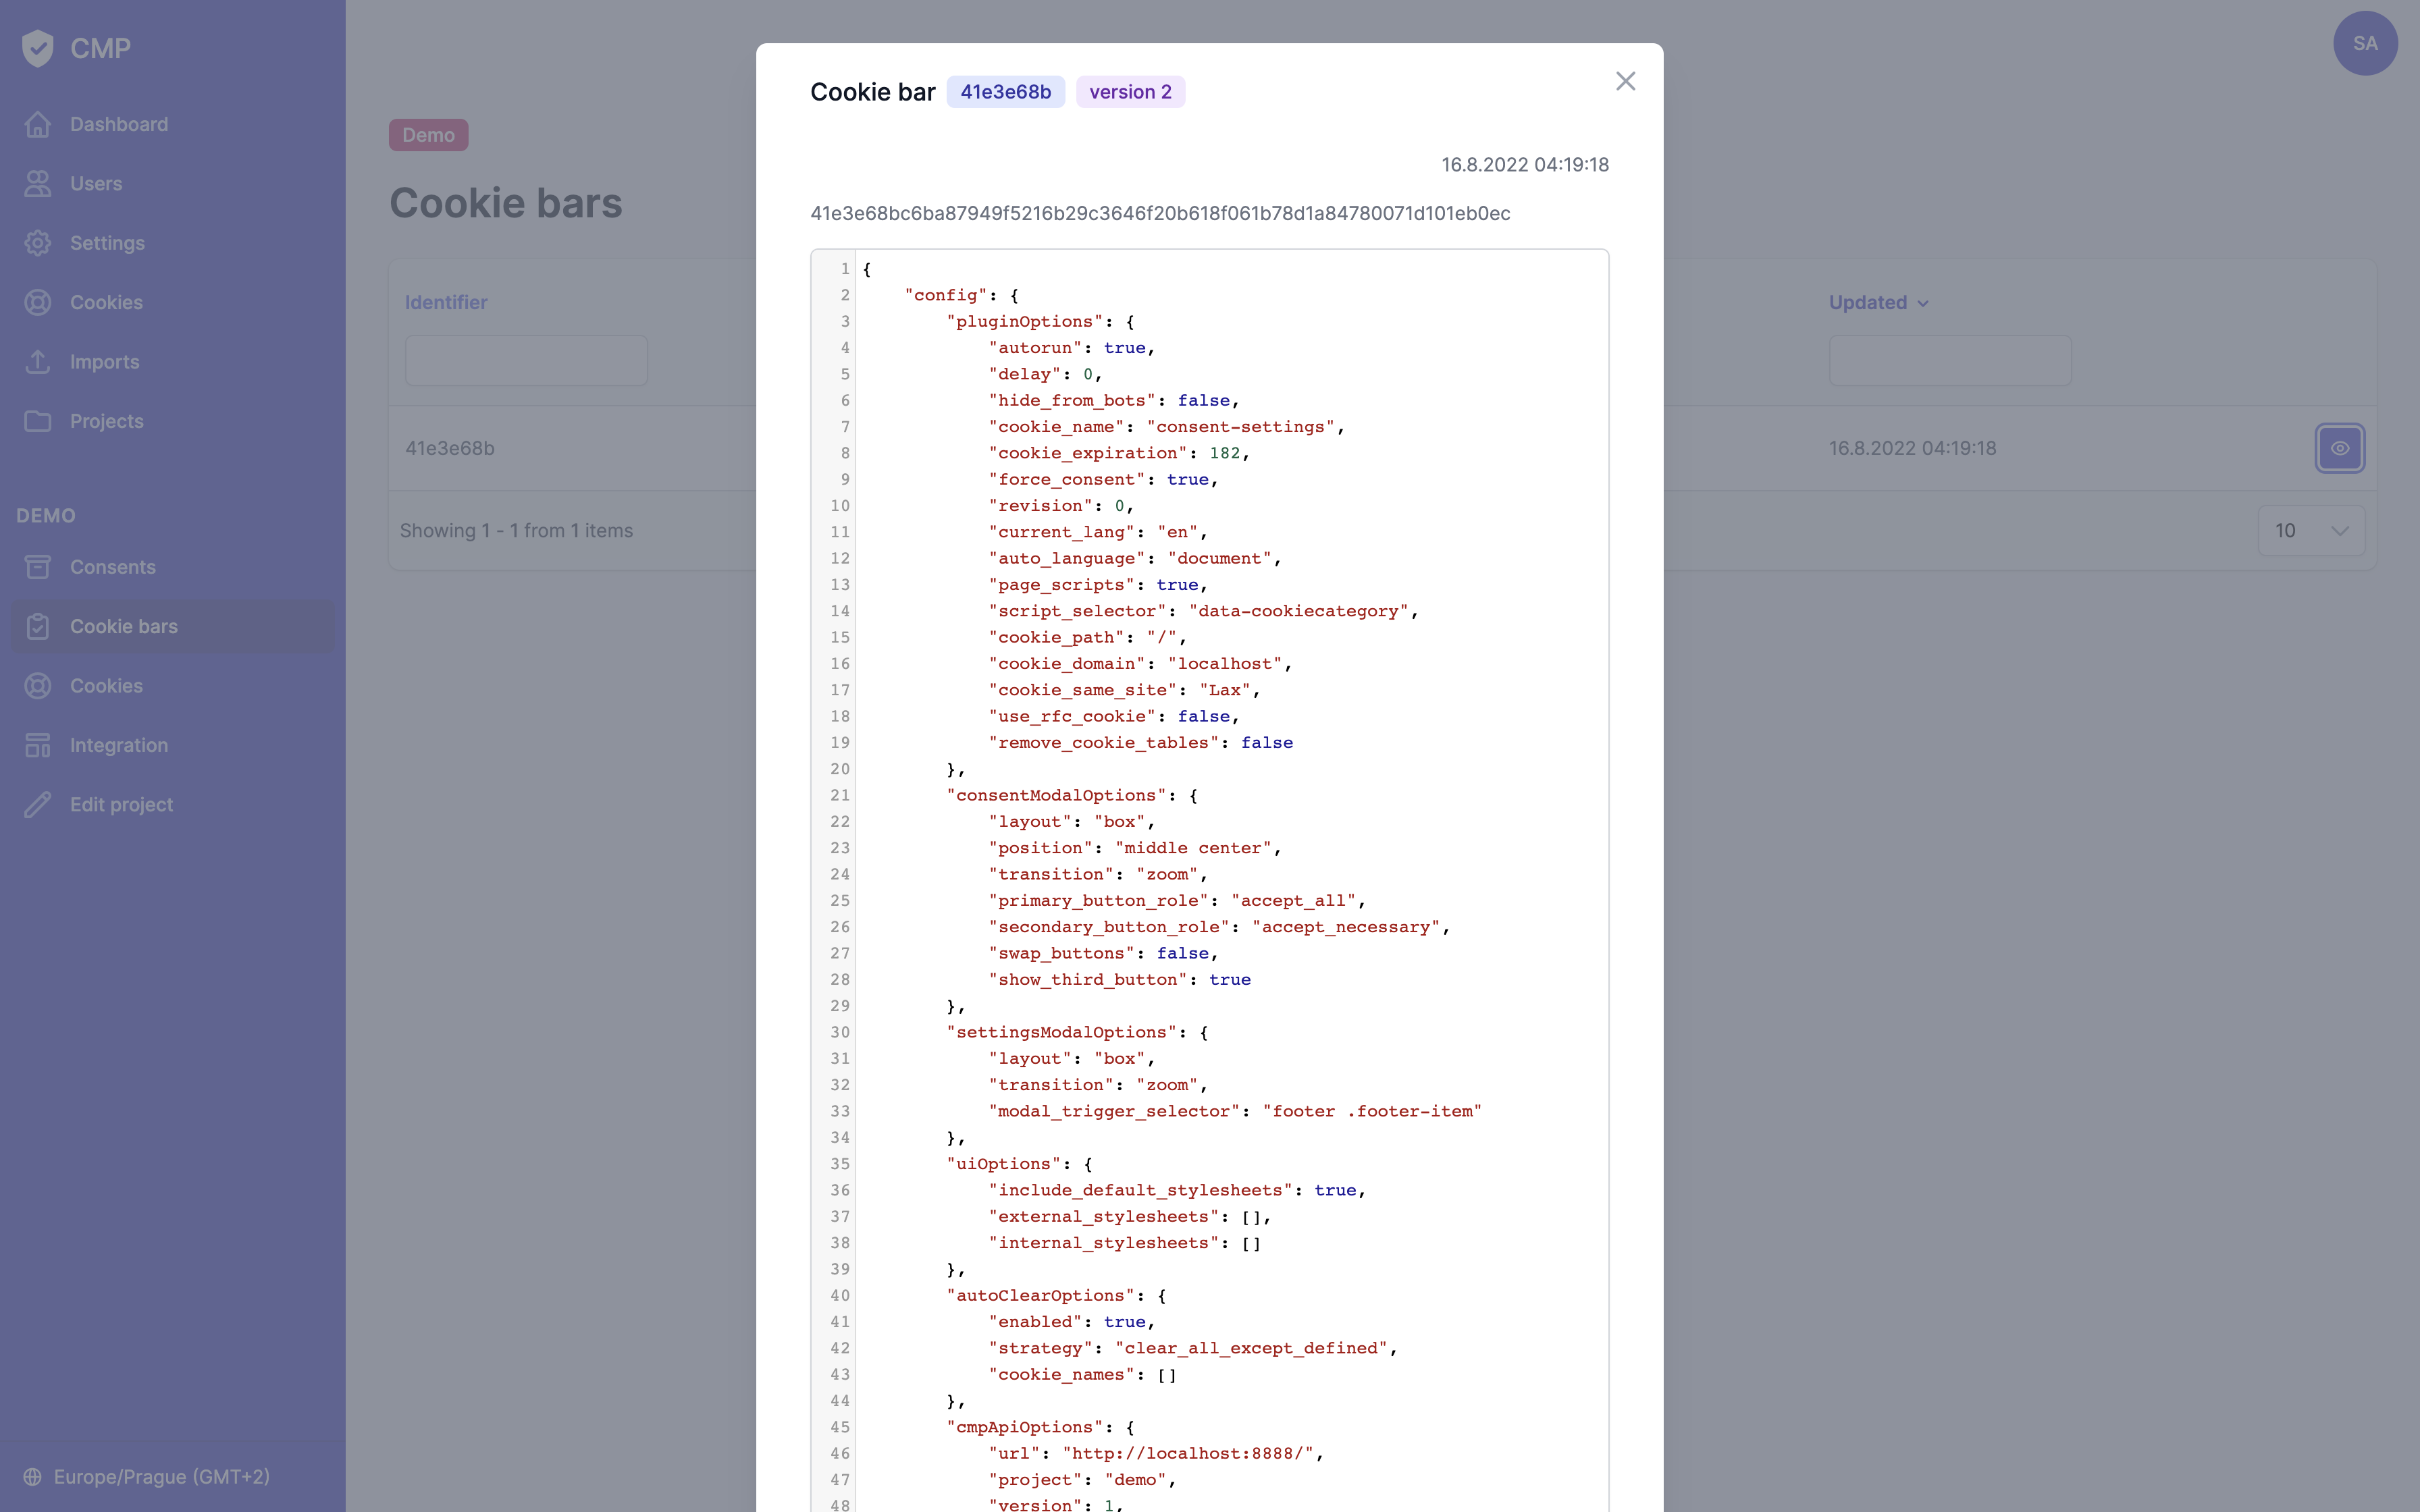 CMP
Dashboard
Users
Settings
Cookies
Imports
Projects
DEMO
Consents
Cookie bars
Cookies
Integration
Edit project
Europe/Prague (GMT+2)
SA
Demo
Cookie bars
Identifier
Updated
41e3e68b
16.8.2022 04:19:18
Showing 1 - 1 from 1 items
10
Cookie bar 41e3e68b version 2
16.8.2022 04:19:18
41e3e68bc6ba87949f5216b29c3646f20b618f061b78d1a84780071d101eb0ec
1 {
2 "config": {
3 "pluginOptions": {
4 "autorun": true,
5 "delay": 0,
6 "hide_from_bots": false,
7 "cookie_name": "consent-settings",
8 "cookie_expiration": 182,
9 "force_consent": true,
10 "revision": 0,
11 "current_lang": "en",
12 "auto_language": "document",
13 "page_scripts": true,
14 "script_selector": "data-cookiecategory",
15 "cookie_path": "/",
16 "cookie_domain": "localhost",
17 "cookie_same_site": "Lax",
18 "use_rfc_cookie": false,
19 "remove_cookie_tables": false
20 },
21 "consentModalOptions": {
22 "layout": "box",
23 "position": "middle center",
24 "transition": "zoom",
25 "primary_button_role": "accept_all",
26 "secondary_button_role": "accept_necessary",
27 "swap_buttons": false,
28 "show_third_button": true
29 },
30 "settingsModalOptions": {
31 "layout": "box",
32 "transition": "zoom",
33 "modal_trigger_selector": "footer .footer-item"
34 },
35 "uiOptions": {
36 "include_default_stylesheets": true,
37 "external_stylesheets": [],
38 "internal_stylesheets": []
39 },
40 "autoClearOptions": {
41 "enabled": true,
42 "strategy": "clear_all_except_defined",
43 "cookie_names": []
44 },
45 "cmpApiOptions": {
46 "url": "http://localhost:8888/",
47 "project": "demo",
48 "version": 1,